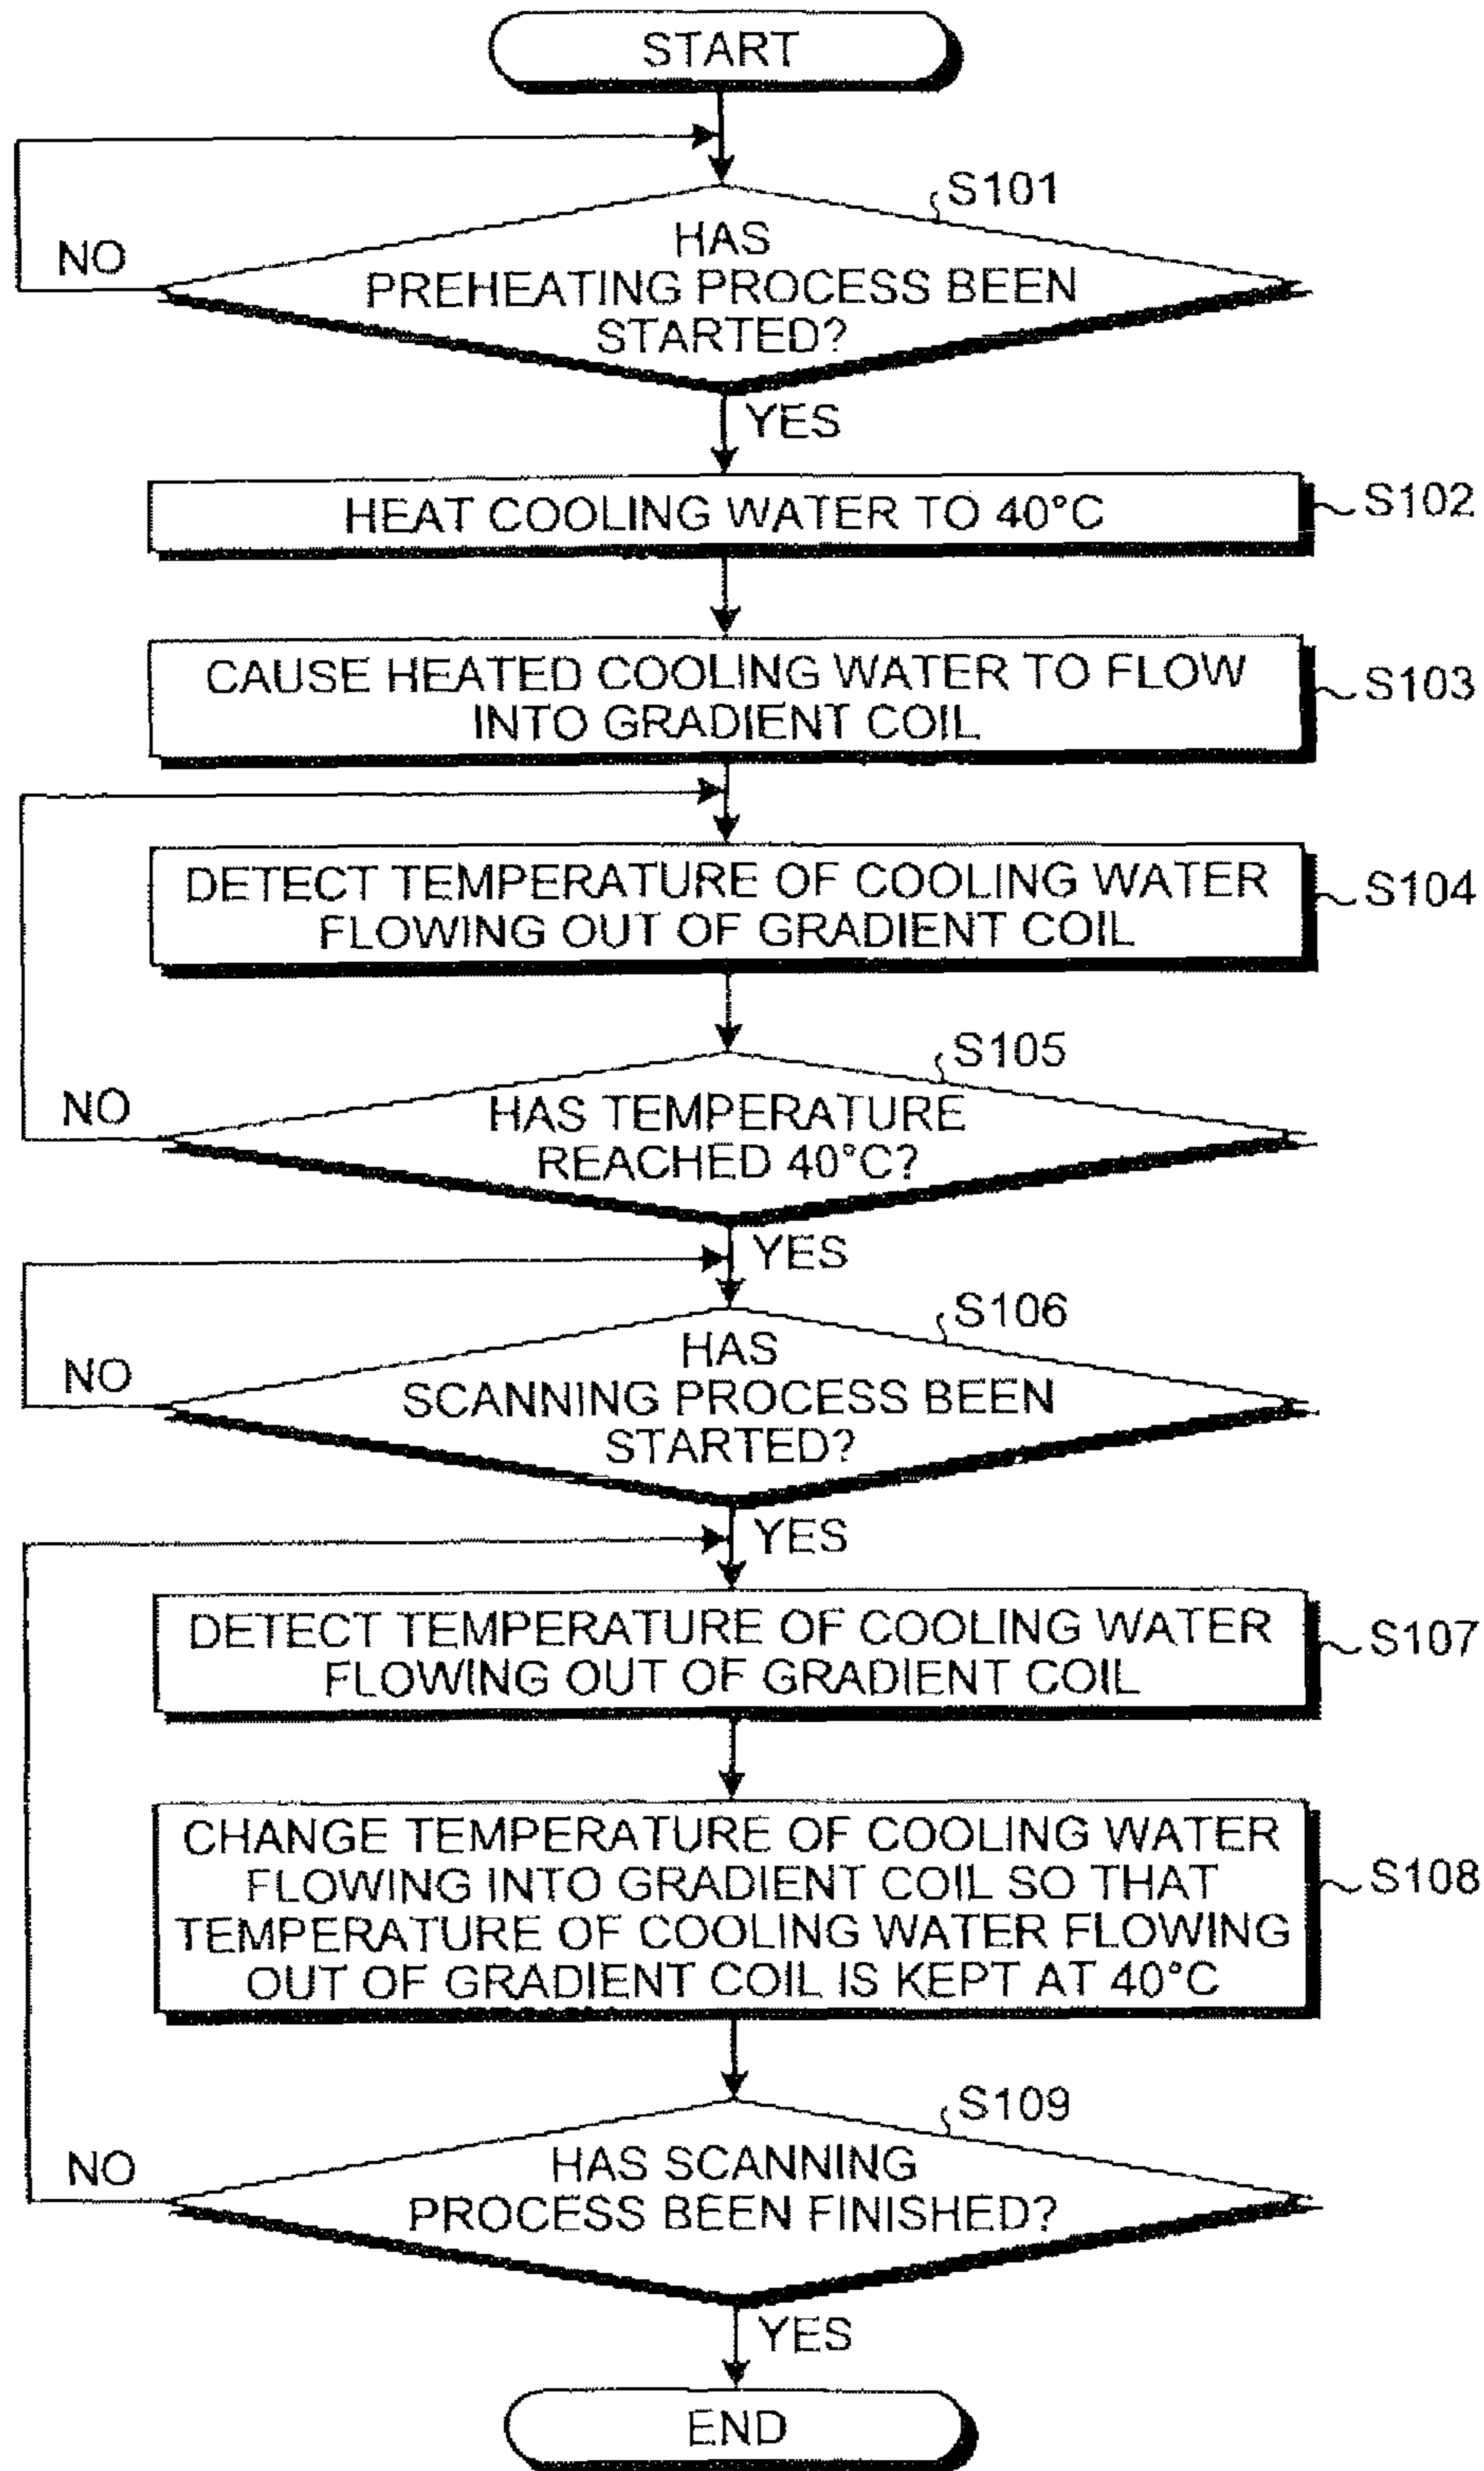 START
S101
NO
HAS
PREHEATING PROCESS BEEN
STARTED?
YES
HEAT COOLING WATER TO 40°C
S102
CAUSE HEATED COOLING WATER TO FLOW
INTO GRADIENT COIL
S103
DETECT TEMPERATURE OF COOLING WATER
FLOWING OUT OF GRADIENT COIL
S104
S105
NO
HAS TEMPERATURE
REACHED 40°C?
YES
S106
NO
HAS
SCANNING PROCESS BEEN
STARTED?
YES
DETECT TEMPERATURE OF COOLING WATER
FLOWING OUT OF GRADIENT COIL
S107
CHANGE TEMPERATURE OF COOLING WATER
FLOWING INTO GRADIENT COIL SO THAT
TEMPERATURE OF COOLING WATER FLOWING
OUT OF GRADIENT COIL IS KEPT AT 40°C
S108
S109
NO
HAS SCANNING
PROCESS BEEN FINISHED?
YES
END